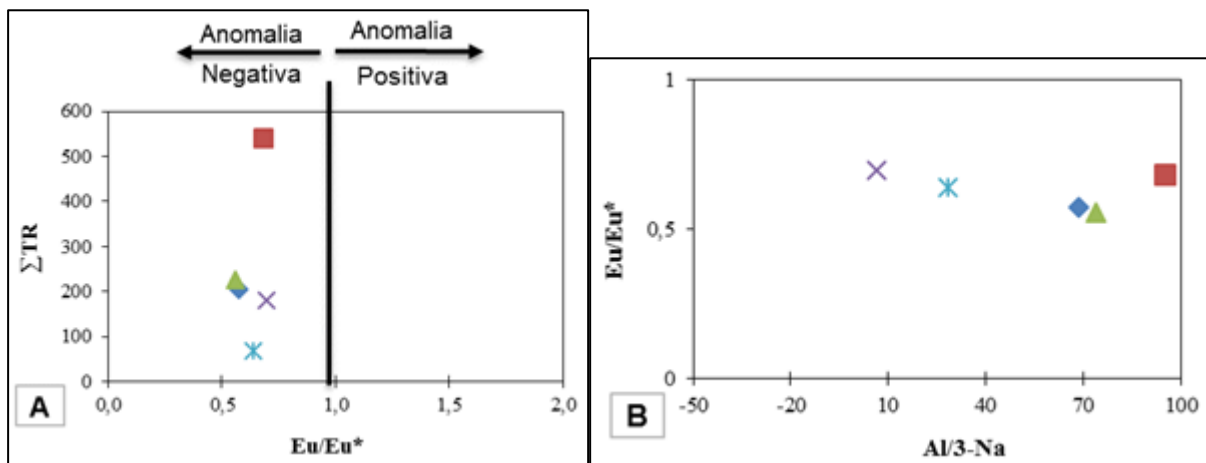 Anomalia Anomalia
Negativa Positiva
600
500
400
300
200
100
0
ΣTR
0,0 0,5 1,0 1,5 2,0
Eu/Eu*
A
1
0,5
0
Eu/Eu*
-50 -20 10 40 70 100
Al/3-Na
B